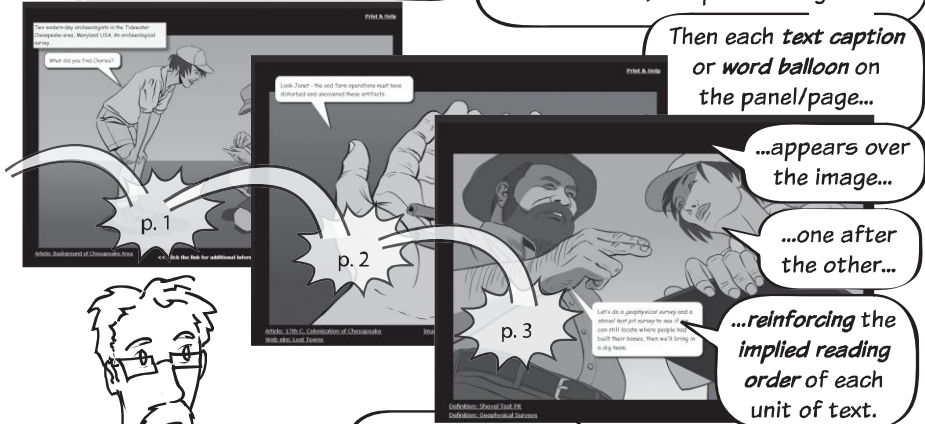 Print & Help
Two modern-day archaeologists in the Tidewater
Chesapeake area, Maryland USA. An archaeological
survey.
What did you find Charles?
p. 1
Article: Background of Chesapeake Area
Print & Help
Look Janet - the sod farm operations must have
disturbed and uncovered these artifacts.
p. 2
Article: 17th C. Colonization of Chesapeake
Web site: Lost Towns
Let's do a geophysical survey and a
shovel test pit survey to see if
can still locate where people had
built their homes, then we'll bring in
a dig team.
p. 3
Definition: Shovel Test Pit
Definition: Geophysical Surveys
Then each text caption
or word balloon on
the panel/page...
...appears over
the image...
...one after
the other...
...reinforcing the
implied reading
order of each
unit of text.